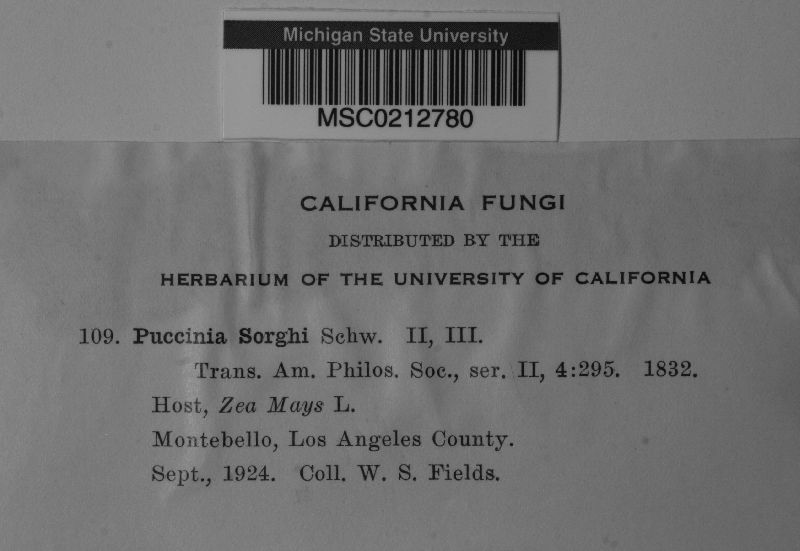 Michigan State University
MSC0212780
CALIFORNIA FUNGI
DISTRIBUTED BY THE
HERBARIUM OF THE UNIVERSITY OF CALIFORNIA
109. Puccinia Sorghi Schw. II, III.
Trans. Am. Philos. Soc., ser. II, 4:295. 1832.
Host, Zea Mays L.
Montebello, Los Angeles County.
Sept., 1924. Coll. W. S. Fields.